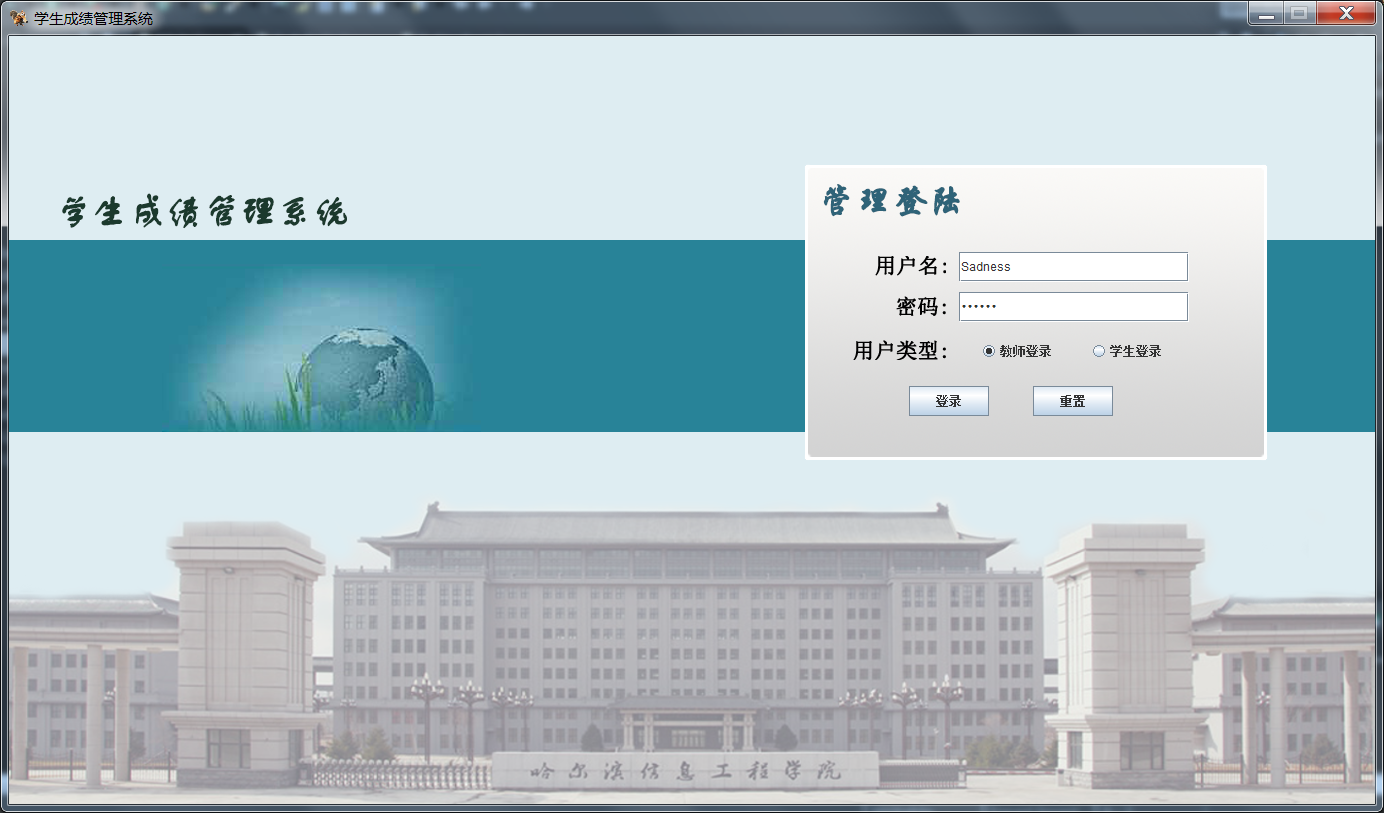 学生成绩管理系统
学生成绩管理系统
管理登陆
用户名：
Sadness
密码：
••••••
用户类型：
教师登录
学生登录
登录
重置
哈尔滨信息工程学院